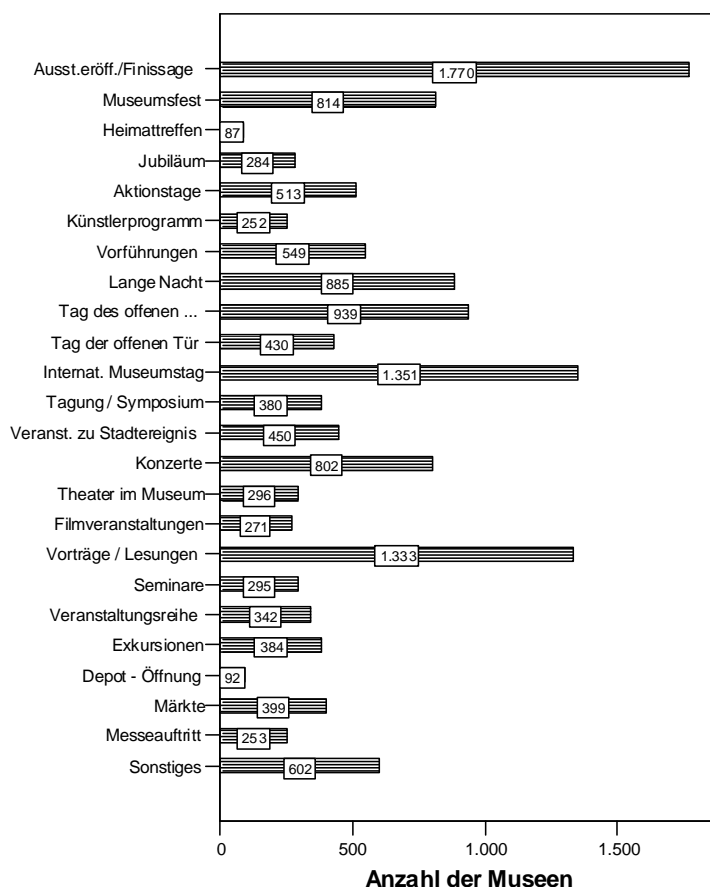 Ausst.eröff./Finissage 1.770
Museumsfest 814
Heimattreffen 87
Jubiläum 284
Aktionstage 513
Künstlerprogramm 252
Vorführungen 549
Lange Nacht 885
Tag des offenen ... 939
Tag der offenen Tür 430
Internat. Museumstag 1.351
Tagung / Symposium 380
Veranst. zu Stadtereignis 450
Konzerte 802
Theater im Museum 296
Filmveranstaltungen 271
Vorträge / Lesungen 1.333
Seminare 295
Veranstaltungsreihe 342
Exkursionen 384
Depot - Öffnung 92
Märkte 399
Messeauftritt 253
Sonstiges 602
0 500 1.000 1.500
Anzahl der Museen